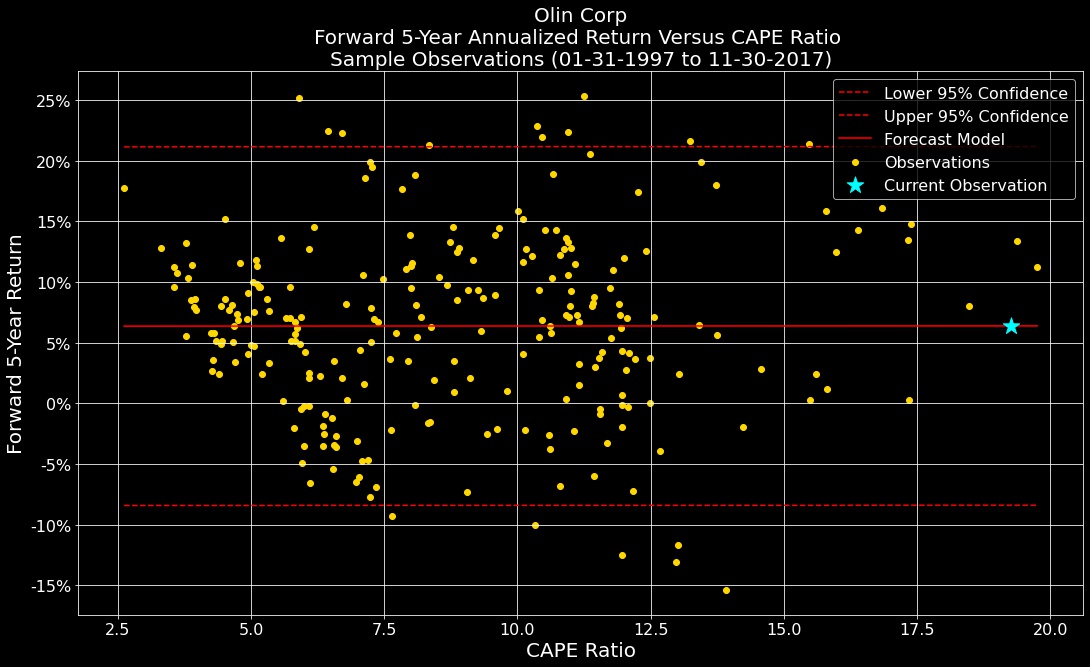 Olin Corp
Forward 5-Year Annualized Return Versus CAPE Ratio
Sample Observations (01-31-1997 to 11-30-2017)
Lower 95% Confidence
Upper 95% Confidence
Forecast Model
Observations
Current Observation
Forward 5-Year Return
25%
20%
15%
10%
5%
0%
-5%
-10%
-15%
2.5 5.0 7.5 10.0 12.5 15.0 17.5 20.0
CAPE Ratio